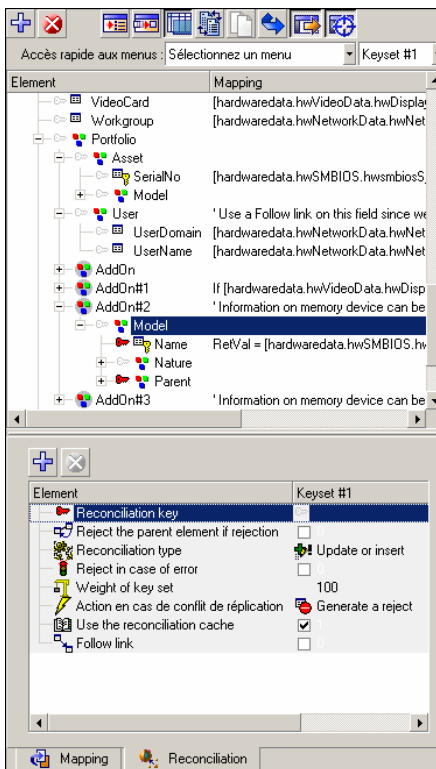 Accès rapide aux menus : Sélectionnez un menu Keyset #1
Element Mapping
VideoCard [hardwaredata.hwVideoData.hwDisplay
Workgroup [hardwaredata.hwNetworkData.hwNet
Portfolio
Asset
SerialNo [hardwaredata.hwSMBIOS.hwsmbiosS_
Model
User ' Use a Follow link on this field since we
UserDomain [hardwaredata.hwNetworkData.hwNet
UserName [hardwaredata.hwNetworkData.hwNet
AddOn
AddOn#1 If [hardwaredata.hwVideoData.hwDisp
AddOn#2 ' Information on memory device can be
Model
Name RetVal = [hardwaredata.hwSMBIOS.hw
Nature
Parent
AddOn#3 ' Information on memory device can be
Element Keyset #1
Reconciliation key
Reject the parent element if rejection 0
Reconciliation type Update or insert
Reject in case of error 0
Weight of key set 100
Action en cas de conflit de réplication Generate a reject
Use the reconciliation cache 1
Follow link 0
Mapping Reconciliation